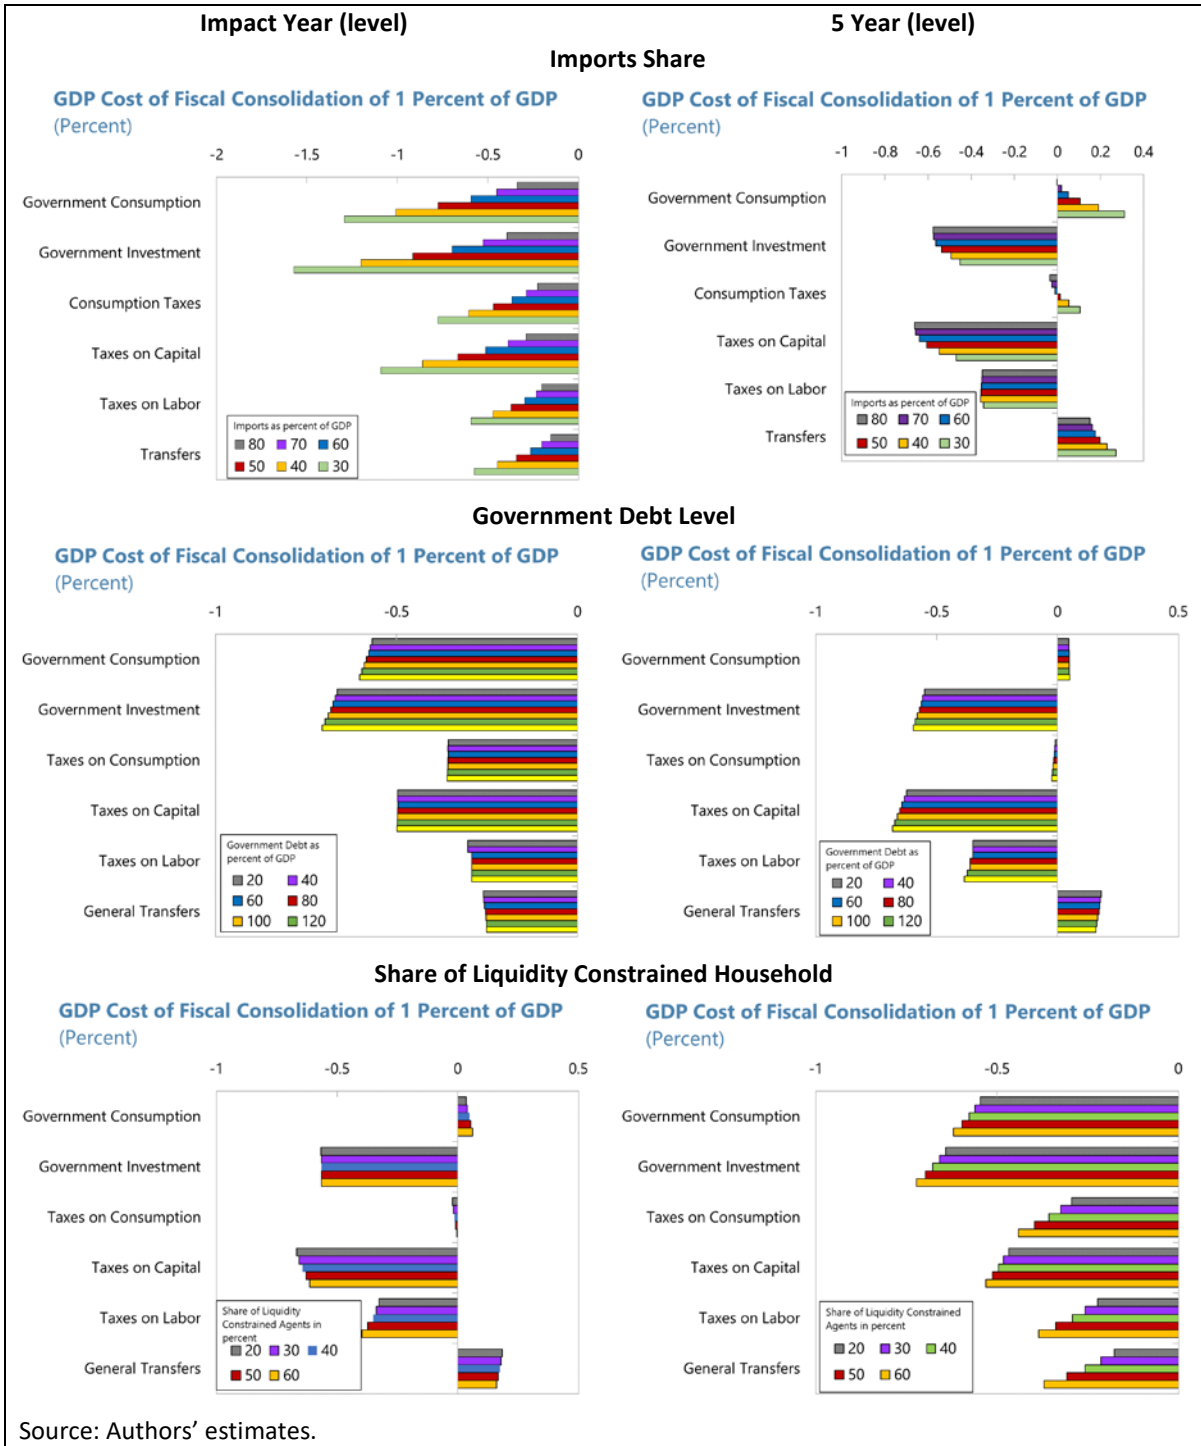 Impact Year (level)
5 Year (level)
Imports Share
GDP Cost of Fiscal Consolidation of 1 Percent of GDP
(Percent)
-2 -1.5 -1 -0.5 0
Government Consumption
Government Investment
Consumption Taxes
Taxes on Capital
Taxes on Labor
Transfers
Imports as percent of GDP
80 70 60
50 40 30
GDP Cost of Fiscal Consolidation of 1 Percent of GDP
(Percent)
-1 -0.8 -0.6 -0.4 -0.2 0 0.2 0.4
Government Consumption
Government Investment
Consumption Taxes
Taxes on Capital
Taxes on Labor
Transfers
Imports as percent of GDP
80 70 60
50 40 30
Government Debt Level
GDP Cost of Fiscal Consolidation of 1 Percent of GDP
(Percent)
-1 -0.5 0
Government Consumption
Government Investment
Taxes on Consumption
Taxes on Capital
Taxes on Labor
General Transfers
Government Debt as
percent of GDP
20 40
60 80
100 120
GDP Cost of Fiscal Consolidation of 1 Percent of GDP
(Percent)
-1 -0.5 0 0.5
Government Consumption
Government Investment
Taxes on Consumption
Taxes on Capital
Taxes on Labor
General Transfers
Government Debt as
percent of GDP
20 40
60 80
100 120
Share of Liquidity Constrained Household
GDP Cost of Fiscal Consolidation of 1 Percent of GDP
(Percent)
-1 -0.5 0 0.5
Government Consumption
Government Investment
Taxes on Consumption
Taxes on Capital
Taxes on Labor
General Transfers
Share of Liquidity
Constrained Agents in
percent
20 30 40
50 60
GDP Cost of Fiscal Consolidation of 1 Percent of GDP
(Percent)
-1 -0.5 0
Government Consumption
Government Investment
Taxes on Consumption
Taxes on Capital
Taxes on Labor
General Transfers
Share of Liquidity Constrained
Agents in percent
20 30 40
50 60
Source: Authors’ estimates.